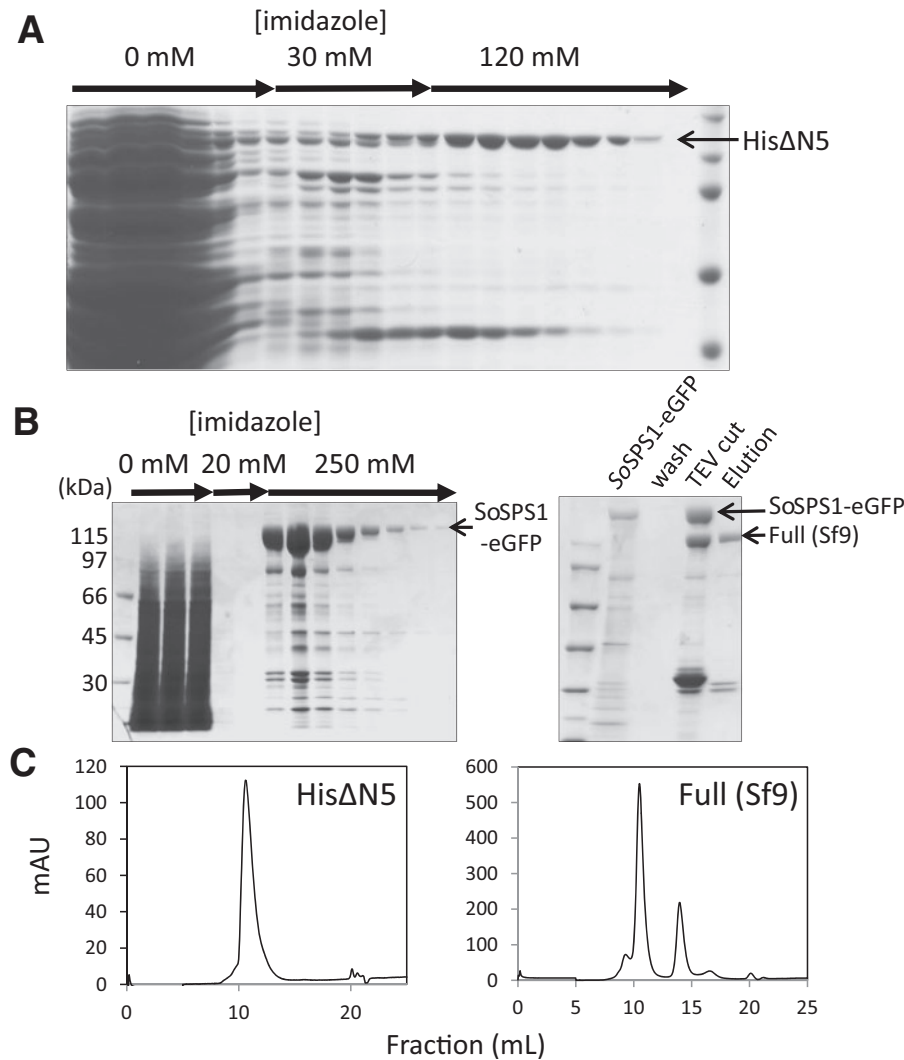 A
[imidazole]
0 mM 30 mM 120 mM
HisΔN5
B
[imidazole]
0 mM 20 mM 250 mM
(kDa)
115
97
66
45
30
SoSPS1
-eGFP
SoSPS1-eGFP
wash
TEV cut
Elution
SoSPS1-eGFP
Full (Sf9)
C
mAU
120
100
80
60
40
20
0
0 10 20
HisΔN5
600
500
400
300
200
100
0
0 5 10 15 20 25
Full (Sf9)
Fraction (mL)